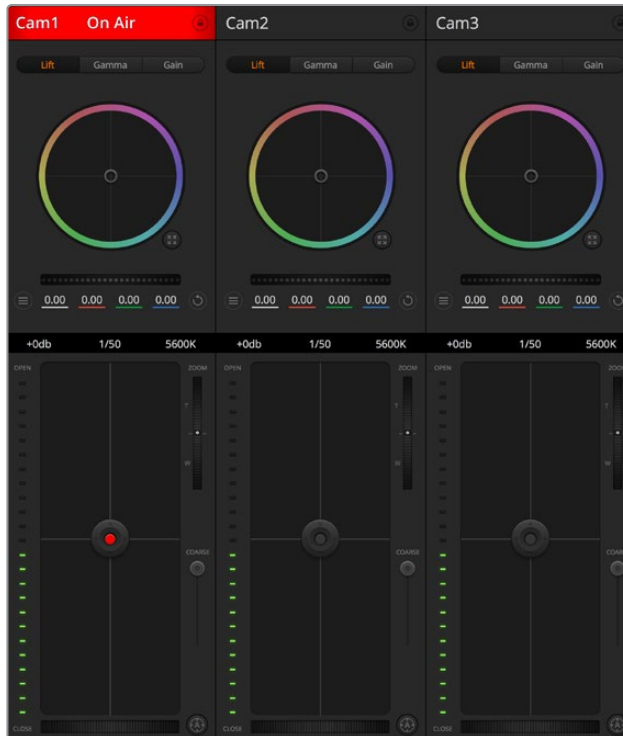 Cam1 On Air Cam2 Cam3
Lift Gamma Gain Lift Gamma Gain Lift Gamma Gain
0.00 0.00 0.00 0.00 0.00 0.00 0.00 0.00 0.00 0.00 0.00 0.00
+0db 1/50 5600K +0db 1/50 5600K +0db 1/50 5600K
OPEN ZOOM OPEN ZOOM OPEN ZOOM
T T T
W W W
COARSE COARSE COARSE
CLOSE A CLOSE A CLOSE A